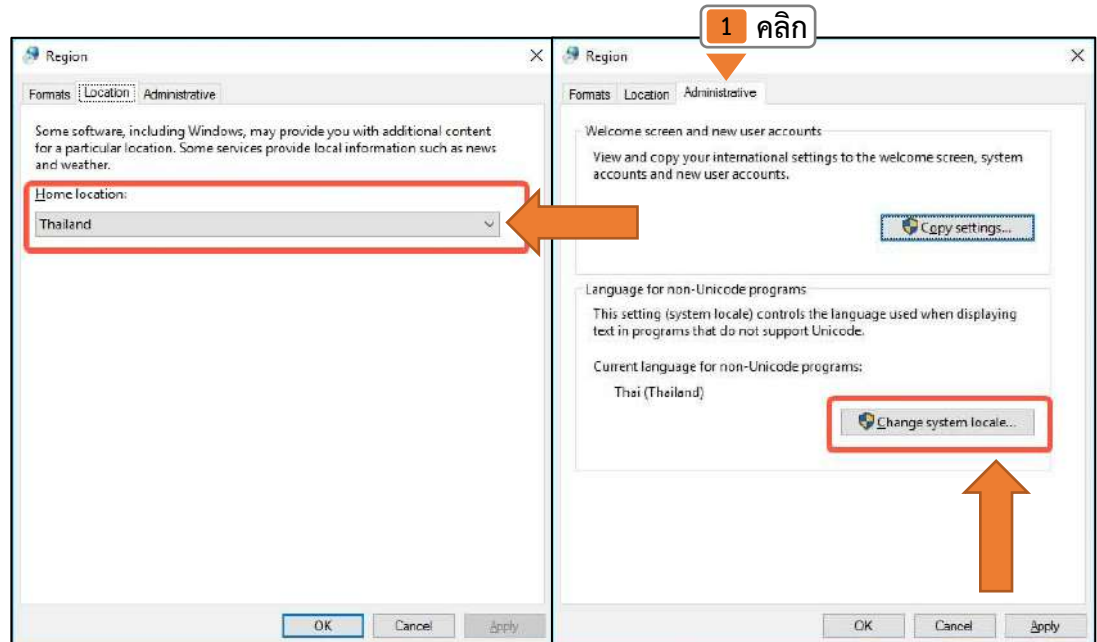 1 คลิก
Region
Formats Location Administrative
Some software, including Windows, may provide you with additional content
for a particular location. Some services provide local information such as news
and weather.
Home location:
Thailand
OK Cancel Apply
Region
Formats Location Administrative
Welcome screen and new user accounts
View and copy your international settings to the welcome screen, system
accounts and new user accounts.
Copy settings...
Language for non-Unicode programs
This setting (system locale) controls the language used when displaying
text in programs that do not support Unicode.
Current language for non-Unicode programs:
Thai (Thailand)
Change system locale...
OK Cancel Apply